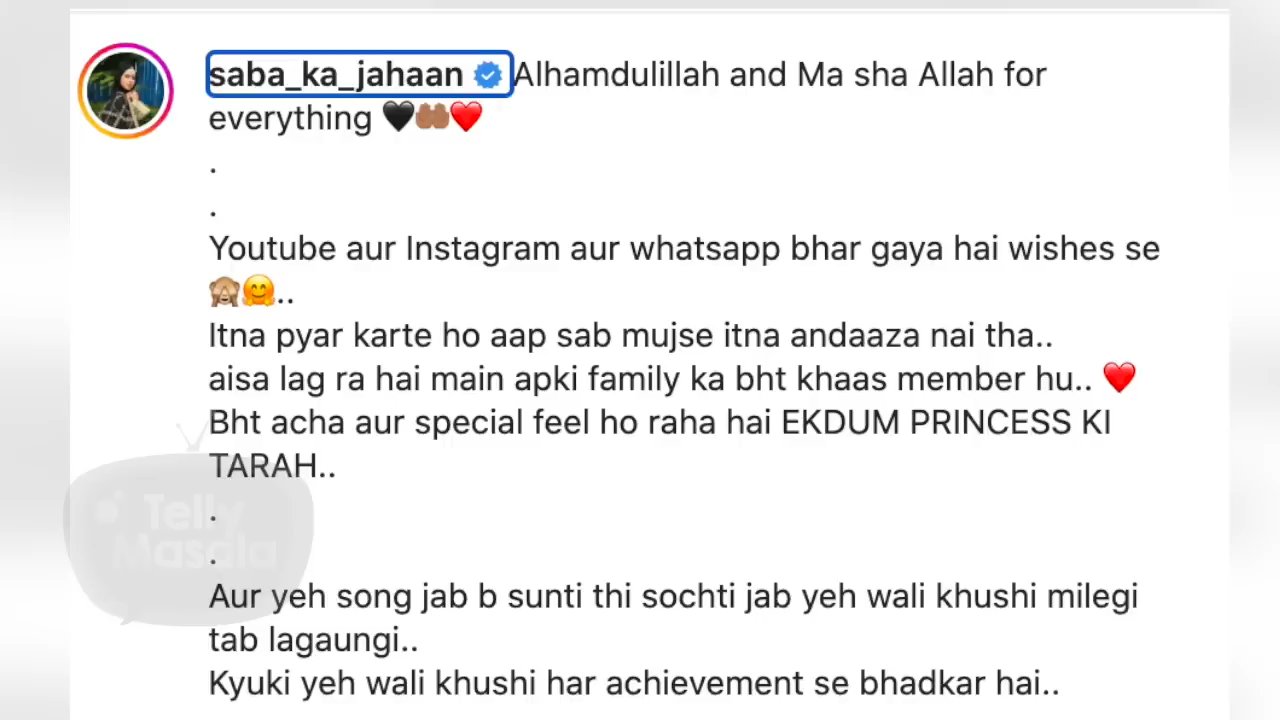 saba_ka_jahaan Alhamdulillah and Ma sha Allah for
everything 🖤🤲🏽❤️
.
.
Youtube aur Instagram aur whatsapp bhar gaya hai wishes se
🙈🤗..
Itna pyar karte ho aap sab mujse itna andaaza nai tha..
aisa lag ra hai main apki family ka bht khaas member hu.. ❤️
Bht acha aur special feel ho raha hai EKDUM PRINCESS KI
TARAH..
.
.
Aur yeh song jab b sunti thi sochti jab yeh wali khushi milegi
tab lagaungi..
Kyuki yeh wali khushi har achievement se bhadkar hai..
Telly
Masala